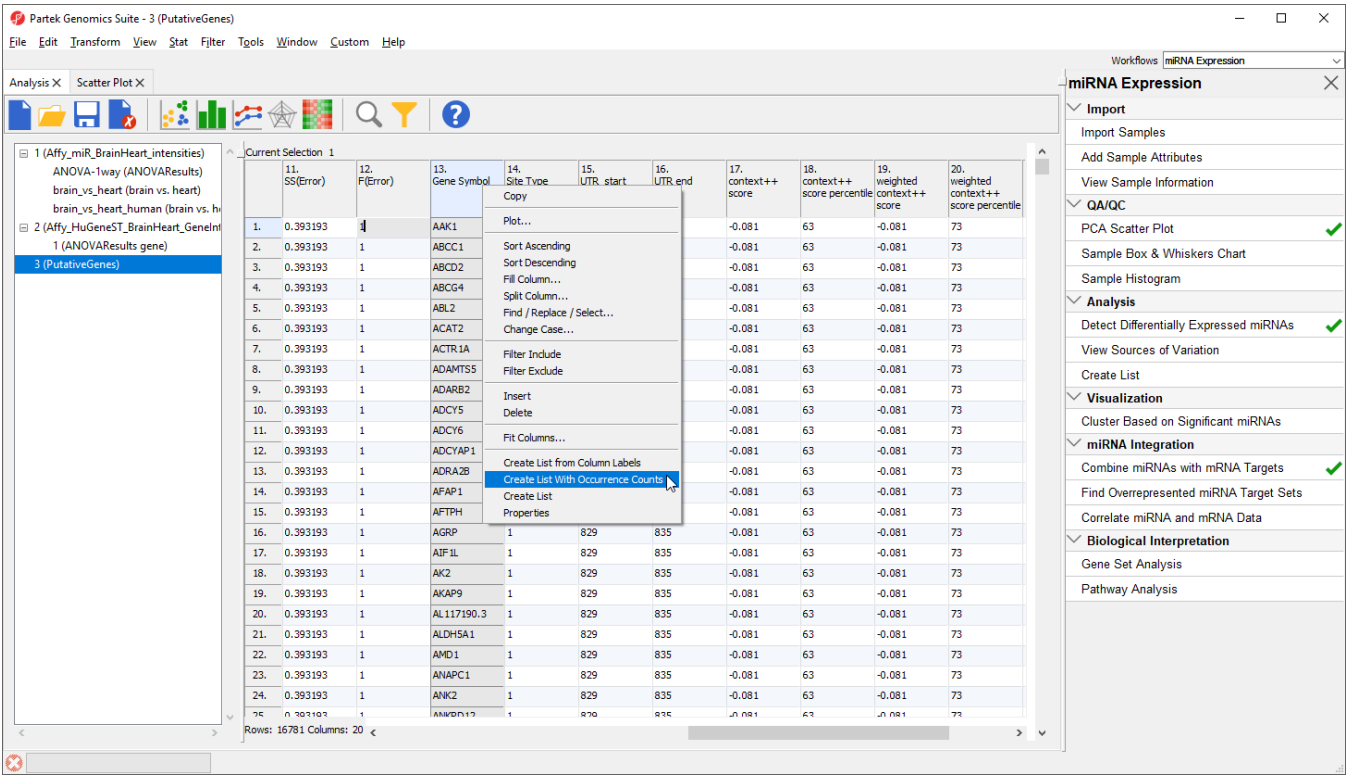 Partek Genomics Suite - 3 (PutativeGenes)
File Edit Transform View Stat Filter Tools Window Custom Help
Workflows miRNA Expression
Analysis X Scatter Plot X
miRNA Expression
Import
Import Samples
Add Sample Attributes
View Sample Information
QA/QC
PCA Scatter Plot
Sample Box & Whiskers Chart
Sample Histogram
Analysis
Detect Differentially Expressed miRNAs
View Sources of Variation
Create List
Visualization
Cluster Based on Significant miRNAs
miRNA Integration
Combine miRNAs with mRNA Targets
Find Overrepresented miRNA Target Sets
Correlate miRNA and mRNA Data
Biological Interpretation
Gene Set Analysis
Pathway Analysis
1 (Affy_miR_BrainHeart_intensities)
ANOVA-1way (ANOVAResults)
brain_vs_heart (brain vs. heart)
brain_vs_heart_human (brain vs. h
2 (Affy_HuGeneST_BrainHeart_GeneInt
1 (ANOVAResults gene)
3 (PutativeGenes)
Current Selection 1
11. SS(Error) 12. F(Error) 13. Gene Symbol 14. Site Type 15. UTR_start 16. UTR end 17. context++ score 18. context++ score percentile 19. weighted context++ score 20. weighted context++ score percentile
1. 0.393193 1 AAK1 -0.081 63 -0.081 73
2. 0.393193 1 ABCC1 -0.081 63 -0.081 73
3. 0.393193 1 ABCD2 -0.081 63 -0.081 73
4. 0.393193 1 ABCG4 -0.081 63 -0.081 73
5. 0.393193 1 ABL2 -0.081 63 -0.081 73
6. 0.393193 1 ACAT2 -0.081 63 -0.081 73
7. 0.393193 1 ACTR1A -0.081 63 -0.081 73
8. 0.393193 1 ADAMTS5 -0.081 63 -0.081 73
9. 0.393193 1 ADARB2 -0.081 63 -0.081 73
10. 0.393193 1 ADCY5 -0.081 63 -0.081 73
11. 0.393193 1 ADCY6 -0.081 63 -0.081 73
12. 0.393193 1 ADCYAP1 -0.081 63 -0.081 73
13. 0.393193 1 ADRA2B -0.081 63 -0.081 73
14. 0.393193 1 AFAP1 -0.081 63 -0.081 73
15. 0.393193 1 AFTPH -0.081 63 -0.081 73
16. 0.393193 1 AGRP 1 829 835 -0.081 63 -0.081 73
17. 0.393193 1 AIF1L 1 829 835 -0.081 63 -0.081 73
18. 0.393193 1 AK2 1 829 835 -0.081 63 -0.081 73
19. 0.393193 1 AKAP9 1 829 835 -0.081 63 -0.081 73
20. 0.393193 1 AL117190.3 1 829 835 -0.081 63 -0.081 73
21. 0.393193 1 ALDH5A1 1 829 835 -0.081 63 -0.081 73
22. 0.393193 1 AMD1 1 829 835 -0.081 63 -0.081 73
23. 0.393193 1 ANAPC1 1 829 835 -0.081 63 -0.081 73
24. 0.393193 1 ANK2 1 829 835 -0.081 63 -0.081 73
25 0.393193 1 ANKRD12 1 829 835 -0.081 63 -0.081 73
Copy
Plot...
Sort Ascending
Sort Descending
Fill Column...
Split Column...
Find / Replace / Select...
Change Case...
Filter Include
Filter Exclude
Insert
Delete
Fit Columns...
Create List from Column Labels
Create List With Occurrence Counts
Create List
Properties
Rows: 16781 Columns: 20